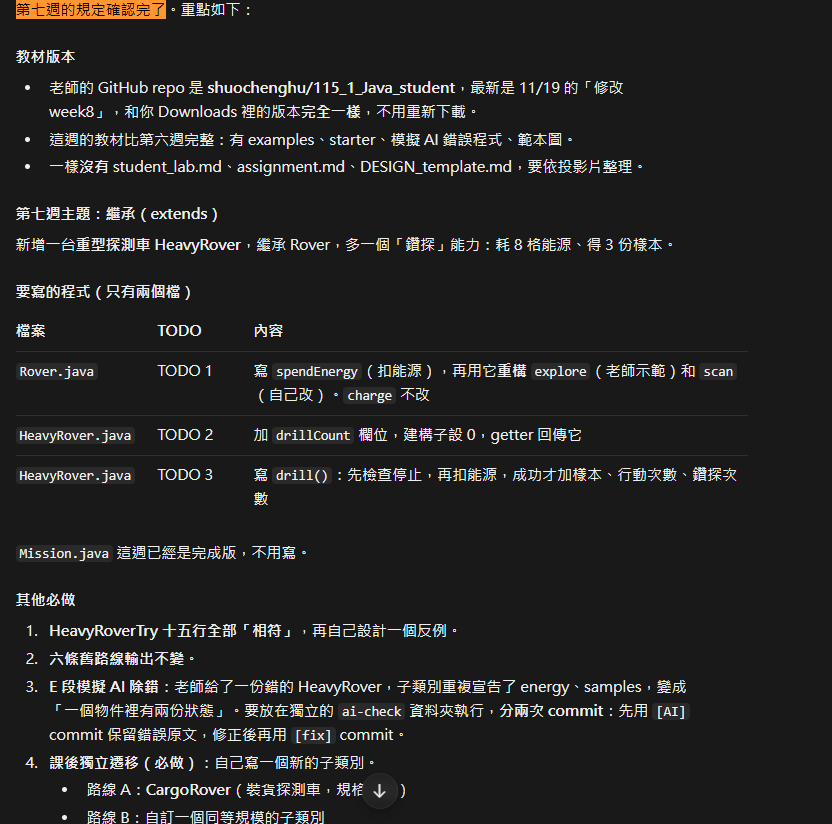 第七週的規定確認完了。重點如下：
教材版本
• 老師的 GitHub repo 是 shuochenghu/115_1_Java_student，最新是 11/19 的「修改
week8」，和你 Downloads 裡的版本完全一樣，不用重新下載。
• 這週的教材比第六週完整：有 examples、starter、模擬 AI 錯誤程式、範本圖。
• 一樣沒有 student_lab.md、assignment.md、DESIGN_template.md，要依投影片整理。
第七週主題：繼承（extends）
新增一台重型探測車 HeavyRover，繼承 Rover，多一個「鑽探」能力：耗 8 格能源、得 3 份樣本。
要寫的程式（只有兩個檔）
檔案 TODO 內容
Rover.java TODO 1 寫 spendEnergy（扣能源），再用它重構 explore（老師示範）和 scan
（自己改）。charge 不改
HeavyRover.java TODO 2 加 drillCount 欄位，建構子設 0，getter 回傳它
HeavyRover.java TODO 3 寫 drill()：先檢查停止，再扣能源，成功才加樣本、行動次數、鑽探次
數
Mission.java 這週已經是完成版，不用寫。
其他必做
1. HeavyRoverTry 十五行全部「相符」，再自己設計一個反例。
2. 六條舊路線輸出不變。
3. E 段模擬 AI 除錯：老師給了一份錯的 HeavyRover，子類別重複宣告了 energy、samples，變成
「一個物件裡有兩份狀態」。要放在獨立的 ai-check 資料夾執行，分兩次 commit：先用 [AI]
commit 保留錯誤原文，修正後再用 [fix] commit。
4. 課後獨立遷移（必做）：自己寫一個新的子類別。
• 路線 A：CargoRover（裝貨探測車，規格）
• 路線 B：自訂一個同等規模的子類別